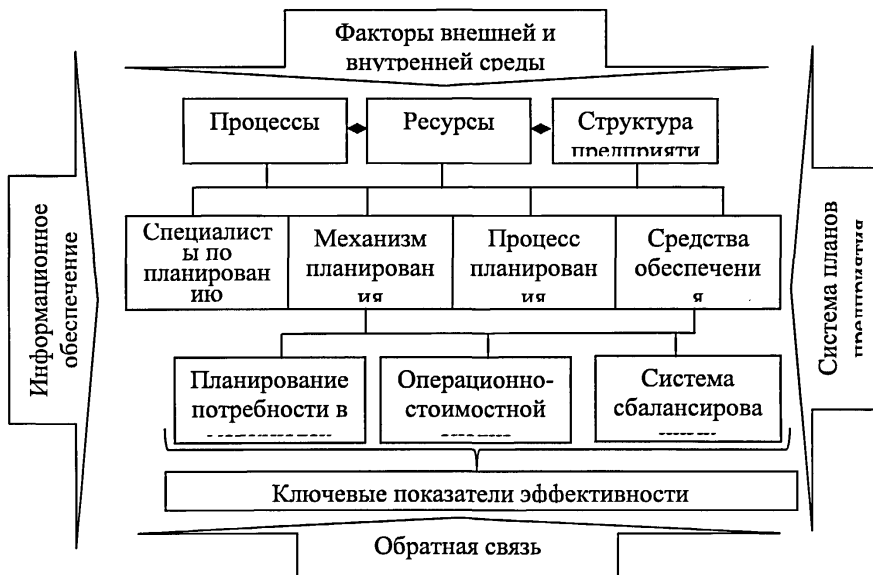 Факторы внешней и
внутренней среды
Процессы
Ресурсы
Структура
предприяти
Информационное
обеспечение
Специалист
ы по
планирован
ию
Механизм
планирован
ия
Процесс
планирован
ия
Средства
обеспечени
я
Система планов
предприятия
Планирование
потребности в
Операционно-
стоимостной
Система
сбалансирова
Ключевые показатели эффективности
Обратная связь